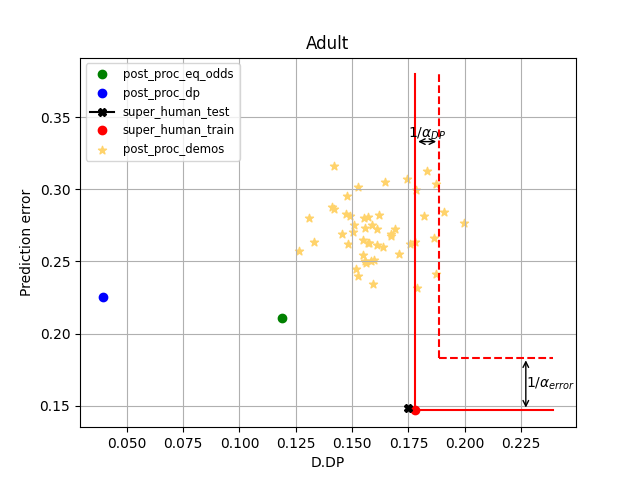 Adult
post_proc_eq_odds
post_proc_dp
super_human_test
super_human_train
post_proc_demos
1/α_DP
1/α_error
Prediction error
0.35
0.30
0.25
0.20
0.15
0.050 0.075 0.100 0.125 0.150 0.175 0.200 0.225
D.DP